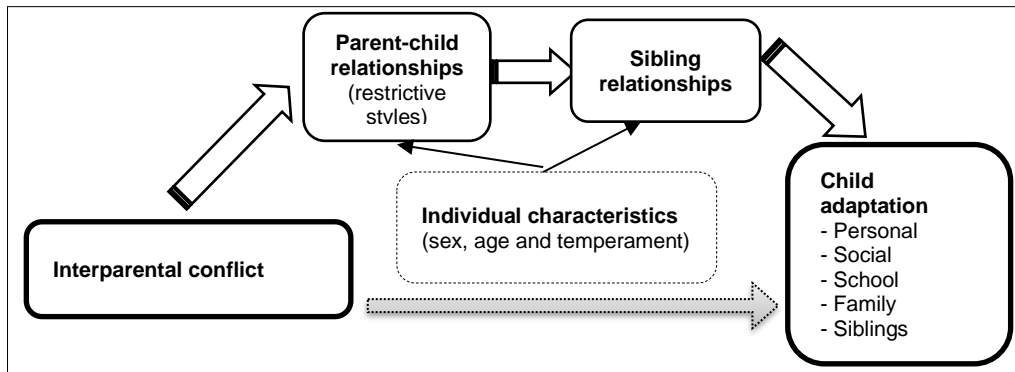 Parent-child
relationships
(restrictive
styles)
Sibling
relationships
Individual characteristics
(sex, age and temperament)
Interparental conflict
Child
adaptation
- Personal
- Social
- School
- Family
- Siblings